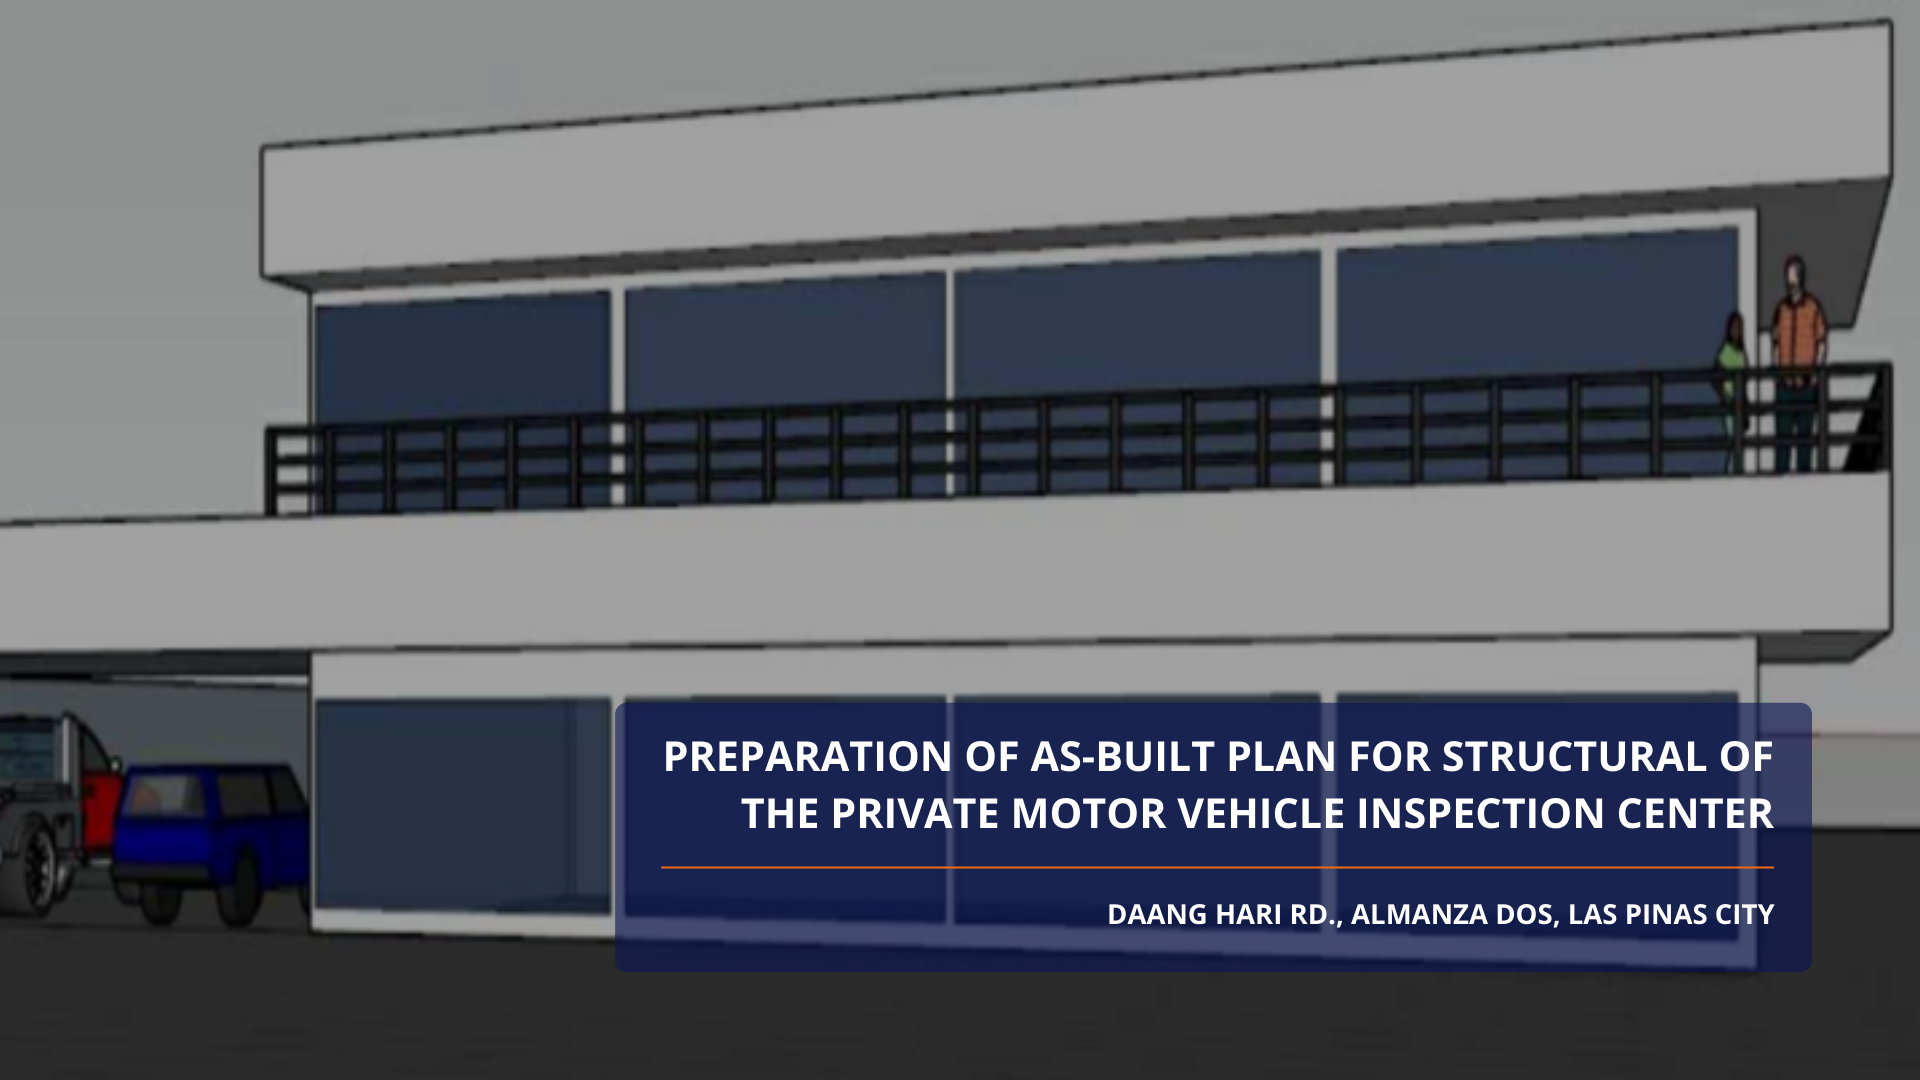 PREPARATION OF AS-BUILT PLAN FOR STRUCTURAL OF
THE PRIVATE MOTOR VEHICLE INSPECTION CENTER
DAANG HARI RD., ALMANZA DOS, LAS PINAS CITY